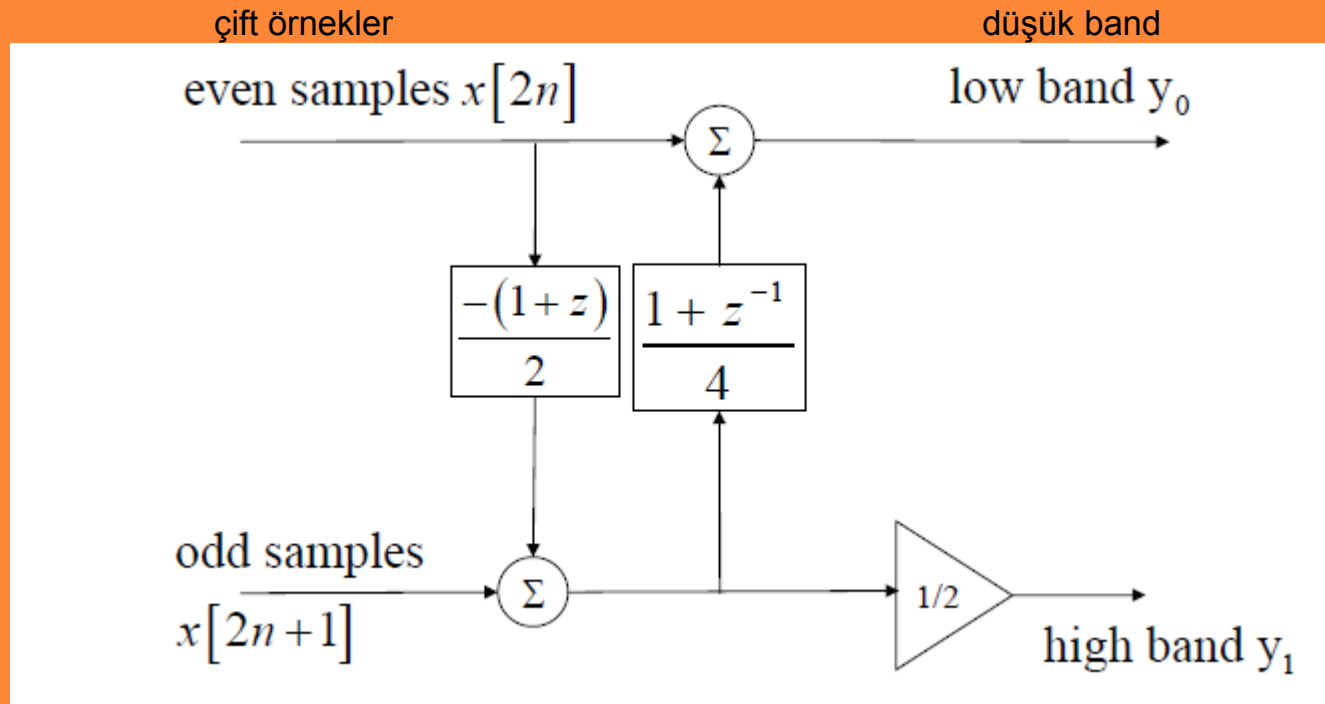 çift örnekler
düşük band
even samples x[2n]
low band y₀
Σ
-(1+z)
2
1 + z⁻¹
4
odd samples
x[2n+1]
Σ
1/2
high band y₁